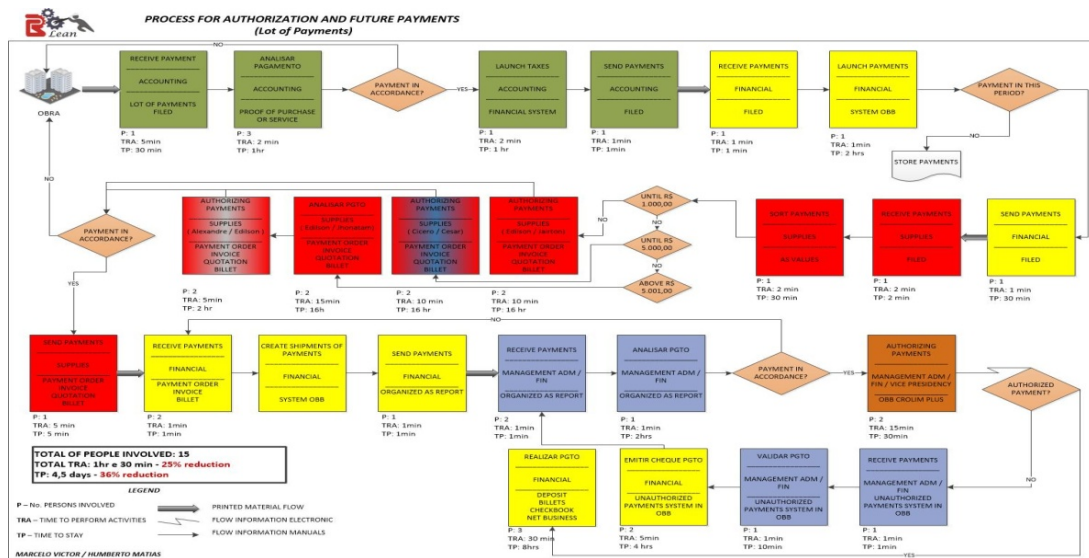 PROCESS FOR AUTHORIZATION AND FUTURE PAYMENTS
(Lot of Payments)
Lean
NO
OBRA
RECEIVE PAYMENT
ACCOUNTING
LOT OF PAYMENTS
FILED
P: 1
TRA: 5min
TP: 30 min
ANALISAR
PAGAMENTO
ACCOUNTING
PROOF OF PURCHASE
OR SERVICE
P: 3
TRA: 2 min
TP: 1hr
PAYMENT IN
ACCORDANCE?
YES
LAUNCH TAXES
ACCOUNTING
FINANCIAL SYSTEM
P: 1
TRA: 2 min
TP: 1 hr
SEND PAYMENTS
ACCOUNTING
FILED
P: 1
TRA: 1min
TP: 1min
RECEIVE PAYMENTS
FINANCIAL
FILED
P: 1
TRA: 1 min
TP: 1 min
LAUNCH PAYMENTS
FINANCIAL
SYSTEM OBB
P: 1
TRA: 1min
TP: 2 hrs
PAYMENT IN THIS
PERIOD?
NO
STORE PAYMENTS
SEND PAYMENTS
FINANCIAL
FILED
P: 1
TRA: 1 min
TP: 30 min
RECEIVE PAYMENTS
SUPPLIES
FILED
P: 1
TRA: 2 min
TP: 2 min
SORT PAYMENTS
SUPPLIES
AS VALUES
P: 1
TRA: 2 min
TP: 30 min
UNTIL R$
1.000,00
NO
UNTIL R$
5.000,00
NO
NO
ABOVE R$
5.001,00
AUTHORIZING
PAYMENTS
SUPPLIES
PAYMENT ORDER
INVOICE
QUOTATION
BILLET
P: 2
TRA: 10 min
TP: 16 hr
AUTHORIZING
PAYMENTS
SUPPLIES
(Cicero / Cesar)
PAYMENT ORDER
INVOICE
QUOTATION
BILLET
P: 2
TRA: 10 min
TP: 16 hr
ANALISAR PGTO
SUPPLIES
PAYMENT ORDER
INVOICE
QUOTATION
BILLET
P: 2
TRA: 15min
TP: 16h
AUTHORIZING
PAYMENTS
SUPPLIES
(Alexandre / Edilson)
PAYMENT ORDER
INVOICE
QUOTATION
BILLET
P: 2
TRA: 5min
TP: 2 hr
PAYMENT IN
ACCORDANCE?
NO
YES
SEND PAYMENTS
SUPPLIES
PAYMENT ORDER
INVOICE
QUOTATION
BILLET
P: 1
TRA: 5 min
TP: 5 min
RECEIVE PAYMENTS
FINANCIAL
PAYMENT ORDER
INVOICE
BILLET
P: 2
TRA: 1min
TP: 1min
CREATE SHIPMENTS OF
PAYMENTS
FINANCIAL
SYSTEM OBB
P: 1
TRA: 1min
TP: 1min
SEND PAYMENTS
FINANCIAL
ORGANIZED AS REPORT
P: 1
TRA: 1min
TP: 1min
RECEIVE PAYMENTS
MANAGEMENT ADM /
FIN
ORGANIZED AS REPORT
P: 2
TRA: 1min
TP: 1min
ANALISAR PGTO
MANAGEMENT ADM /
FIN
ORGANIZED AS REPORT
P: 1
TRA: 1min
TP: 2hrs
NO
PAYMENT IN
ACCORDANCE?
YES
AUTHORIZING
PAYMENTS
MANAGEMENT ADM
/ FIN / VICE PRESIDENCY
OBB CROLIM PLUS
P: 2
TRA: 15min
TP: 30min
AUTHORIZED
PAYMENT?
NO
YES
RECEIVE PAYMENTS
MANAGEMENT ADM /
FIN
UNAUTHORIZED
PAYMENTS SYSTEM IN
OBB
P: 1
TRA: 1min
TP: 1min
VALIDAR PGTO
MANAGEMENT ADM /
FIN
UNAUTHORIZED
PAYMENTS SYSTEM IN
OBB
P: 1
TRA: 1min
TP: 10min
EMITIR CHEQUE PGTO
FINANCIAL
UNAUTHORIZED
PAYMENTS SYSTEM IN
OBB
P: 2
TRA: 5min
TP: 4 hrs
REALIZAR PGTO
FINANCIAL
DEPOSIT
BILLETS
CHECKBOOK
NET BUSINESS
P: 3
TRA: 30 min
TP: 8hrs
TOTAL OF PEOPLE INVOLVED: 15
TOTAL TRA: 1hr e 30 min - 25% reduction
TP: 4,5 days - 36% reduction
LEGEND
P – No. PERSONS INVOLVED
TRA – TIME TO PERFORM ACTIVITIES
TP – TIME TO STAY
PRINTED MATERIAL FLOW
FLOW INFORMATION ELECTRONIC
FLOW INFORMATION MANUALS
MARCELO VICTOR / HUMBERTO MATIAS